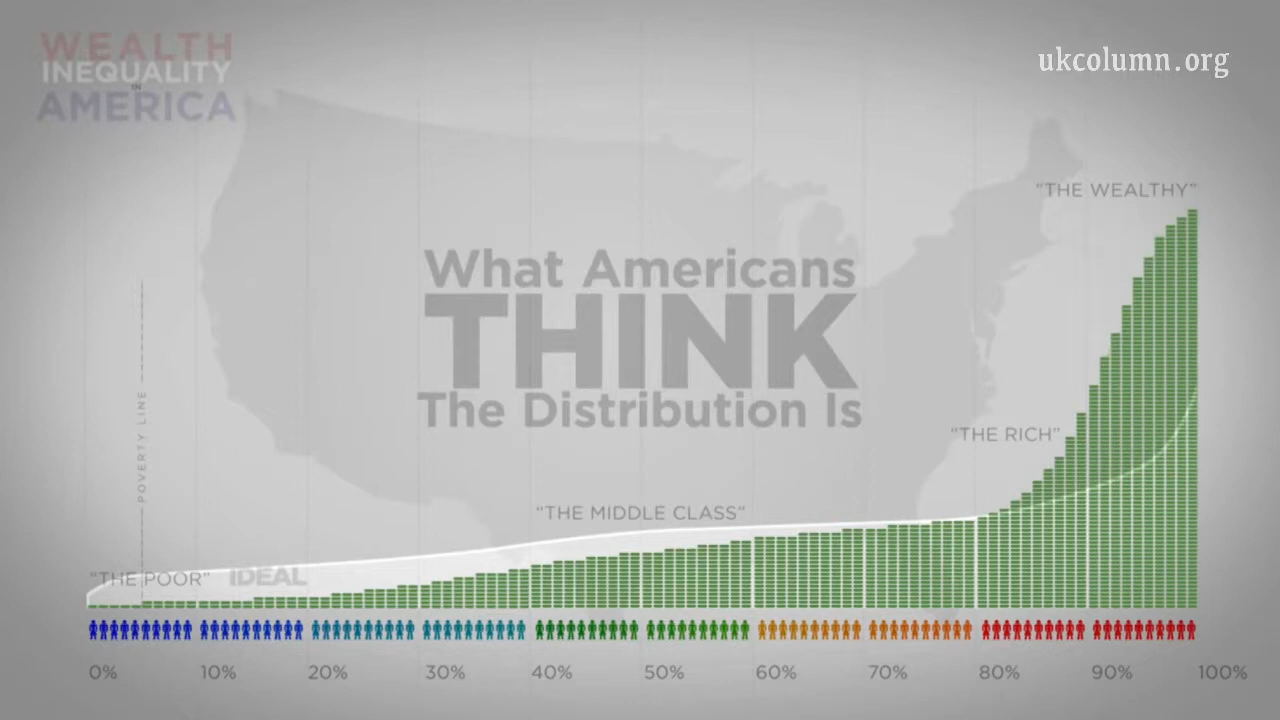 WEALTH
INEQUALITY
IN
AMERICA
ukcolumn.org
"THE WEALTHY"
What Americans
THINK
The Distribution Is
POVERTY LINE
"THE RICH"
"THE MIDDLE CLASS"
"THE POOR" IDEAL
0% 10% 20% 30% 40% 50% 60% 70% 80% 90% 100%